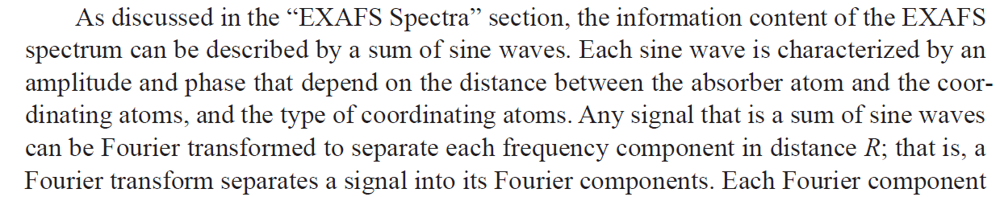 As discussed in the “EXAFS Spectra” section, the information content of the EXAFS
spectrum can be described by a sum of sine waves. Each sine wave is characterized by an
amplitude and phase that depend on the distance between the absorber atom and the coor-
dinating atoms, and the type of coordinating atoms. Any signal that is a sum of sine waves
can be Fourier transformed to separate each frequency component in distance R; that is, a
Fourier transform separates a signal into its Fourier components. Each Fourier component